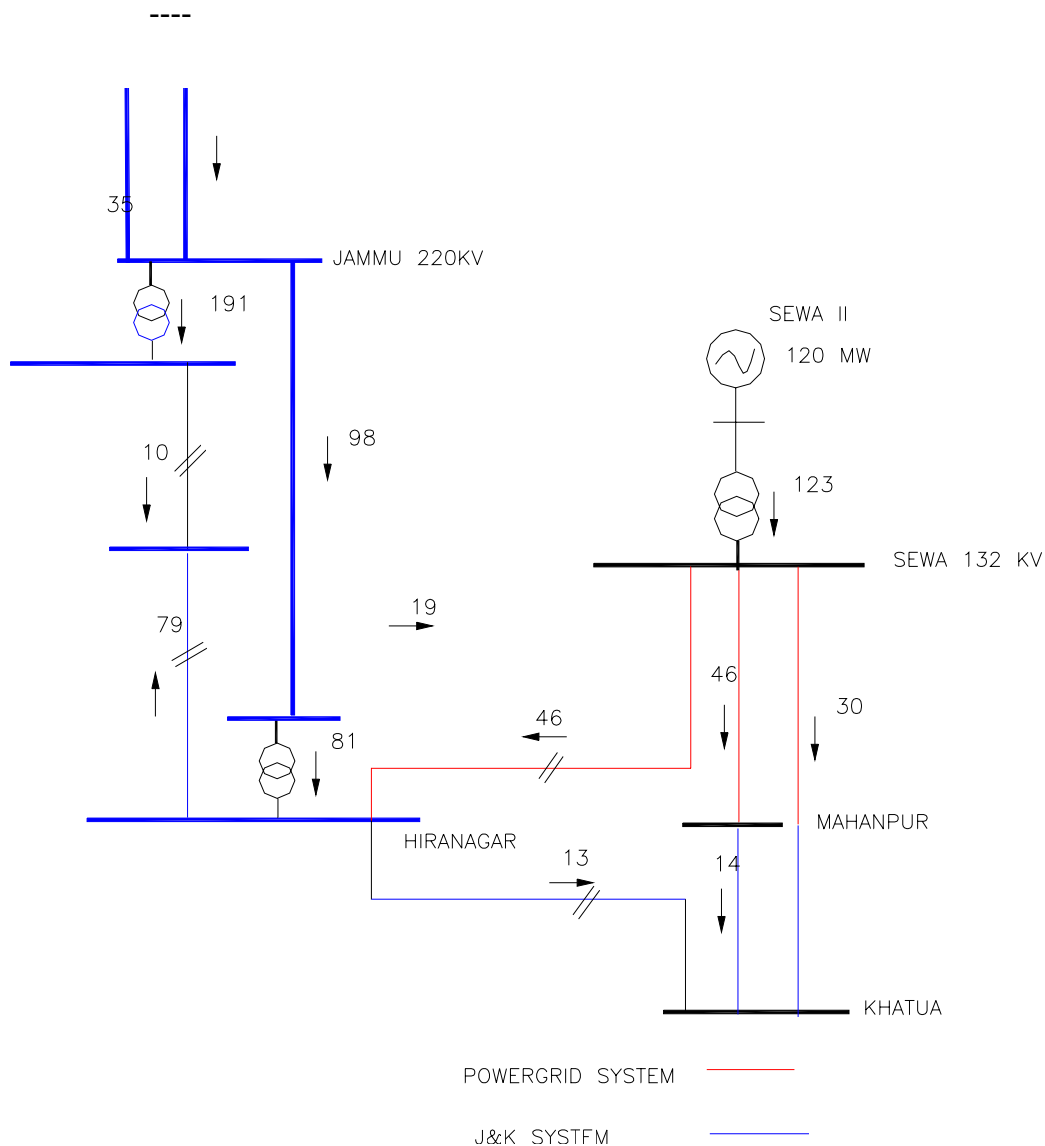 35
JAMMU 220KV
191
SEWA II
120 MW
10
98
123
SEWA 132 KV
19
79
46
30
46
81
MAHANPUR
HIRANAGAR
13
14
KHATUA
POWERGRID SYSTEM
J&K SYSTEM